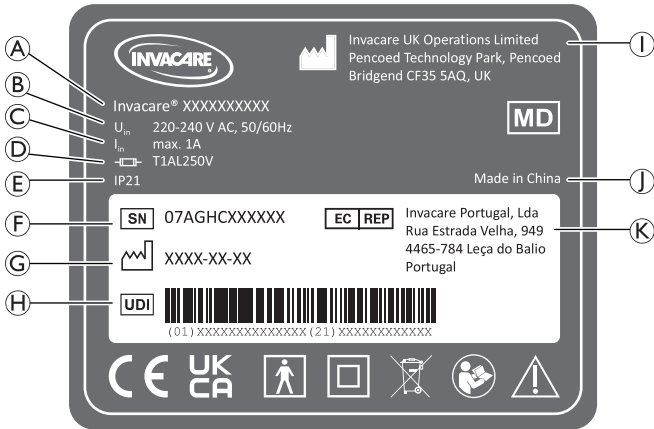 A
B
C
D
E
F
G
H
I
J
K
INVACARE
Invacare UK Operations Limited
Pencoed Technology Park, Pencoed
Bridgend CF35 5AQ, UK
Invacare® XXXXXXXXXX
Uin 220-240 V AC, 50/60Hz
Iin max. 1A
T1AL250V
IP21
MD
Made in China
SN 07AGHCXXXXXX
XXXX-XX-XX
UDI
(01)XXXXXXXXXXXXXX(21)XXXXXXXXXXXX
EC REP
Invacare Portugal, Lda
Rua Estrada Velha, 949
4465-784 Leça do Balio
Portugal
CE
UK
CA